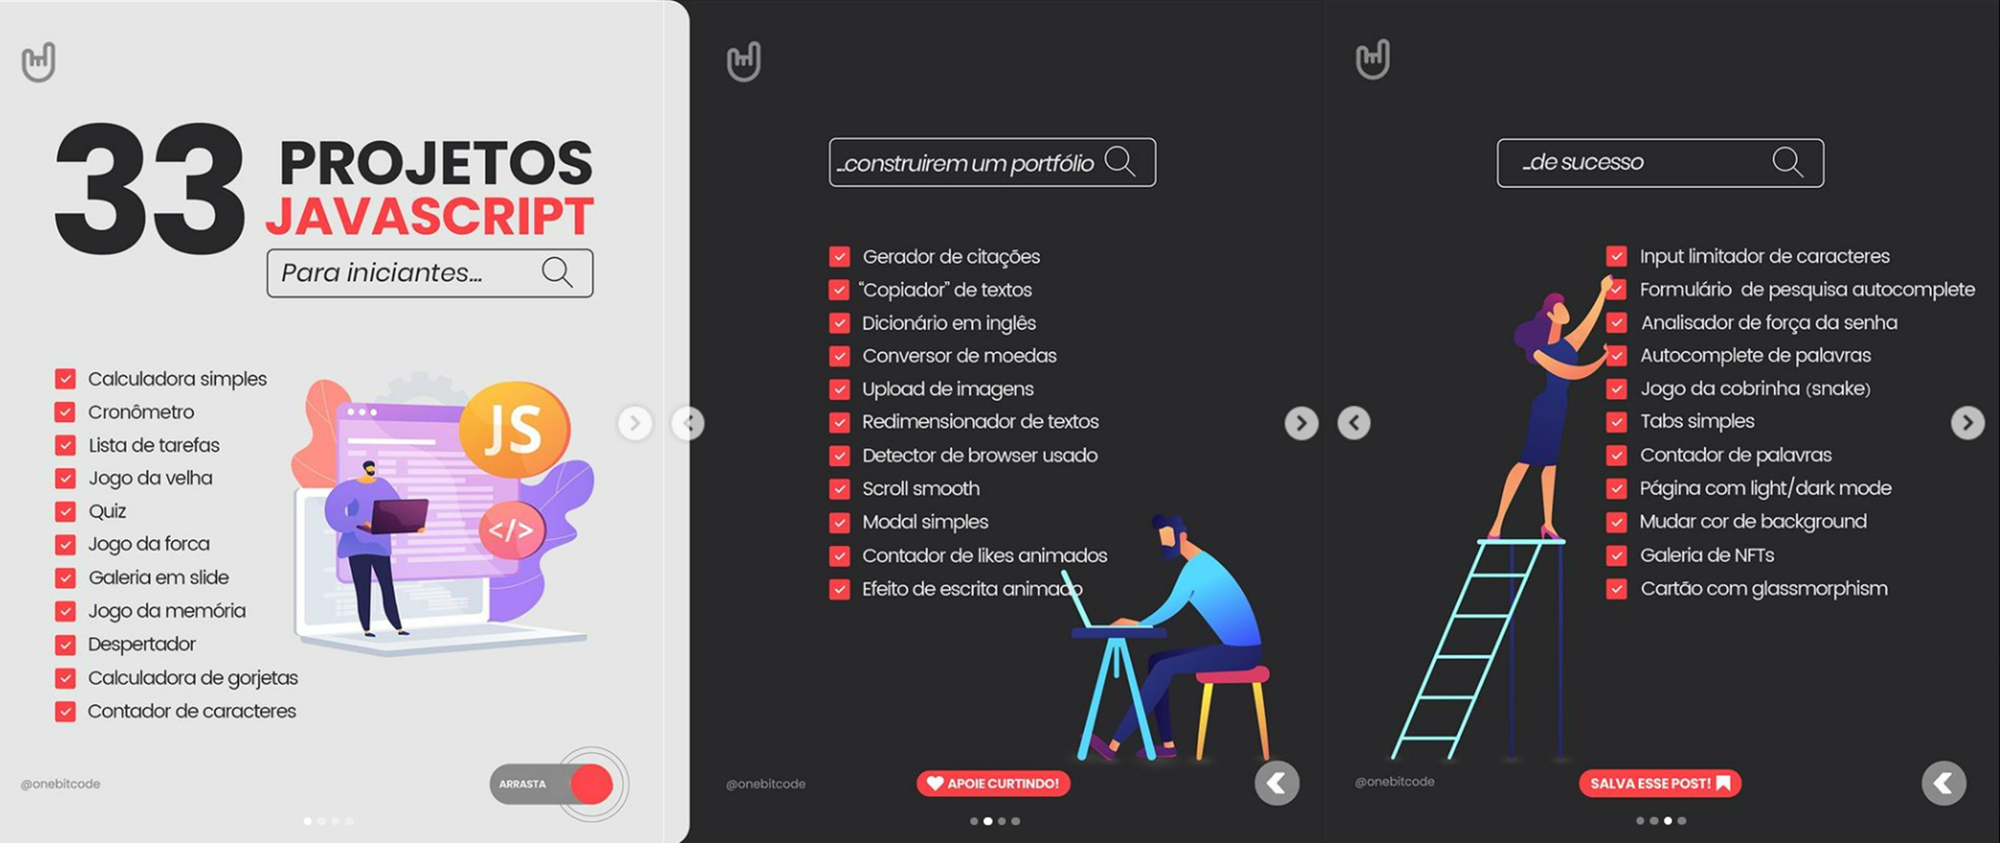 33 PROJETOS
JAVASCRIPT
Para iniciantes...
Calculadora simples
Cronômetro
Lista de tarefas
Jogo da velha
Quiz
Jogo da forca
Galeria em slide
Jogo da memória
Despertador
Calculadora de gorjetas
Contador de caracteres
JS
</>
@onebitcode
ARRASTA
...construirem um portfólio
Gerador de citações
“Copiador” de textos
Dicionário em inglês
Conversor de moedas
Upload de imagens
Redimensionador de textos
Detector de browser usado
Scroll smooth
Modal simples
Contador de likes animados
Efeito de escrita animado
@onebitcode
APOIE CURTINDO!
...de sucesso
Input limitador de caracteres
Formulário de pesquisa autocomplete
Analisador de força da senha
Autocomplete de palavras
Jogo da cobrinha (snake)
Tabs simples
Contador de palavras
Página com light/dark mode
Mudar cor de background
Galeria de NFTs
Cartão com glassmorphism
@onebitcode
SALVA ESSE POST!